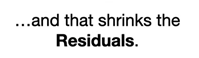 ...and that shrinks the
Residuals.